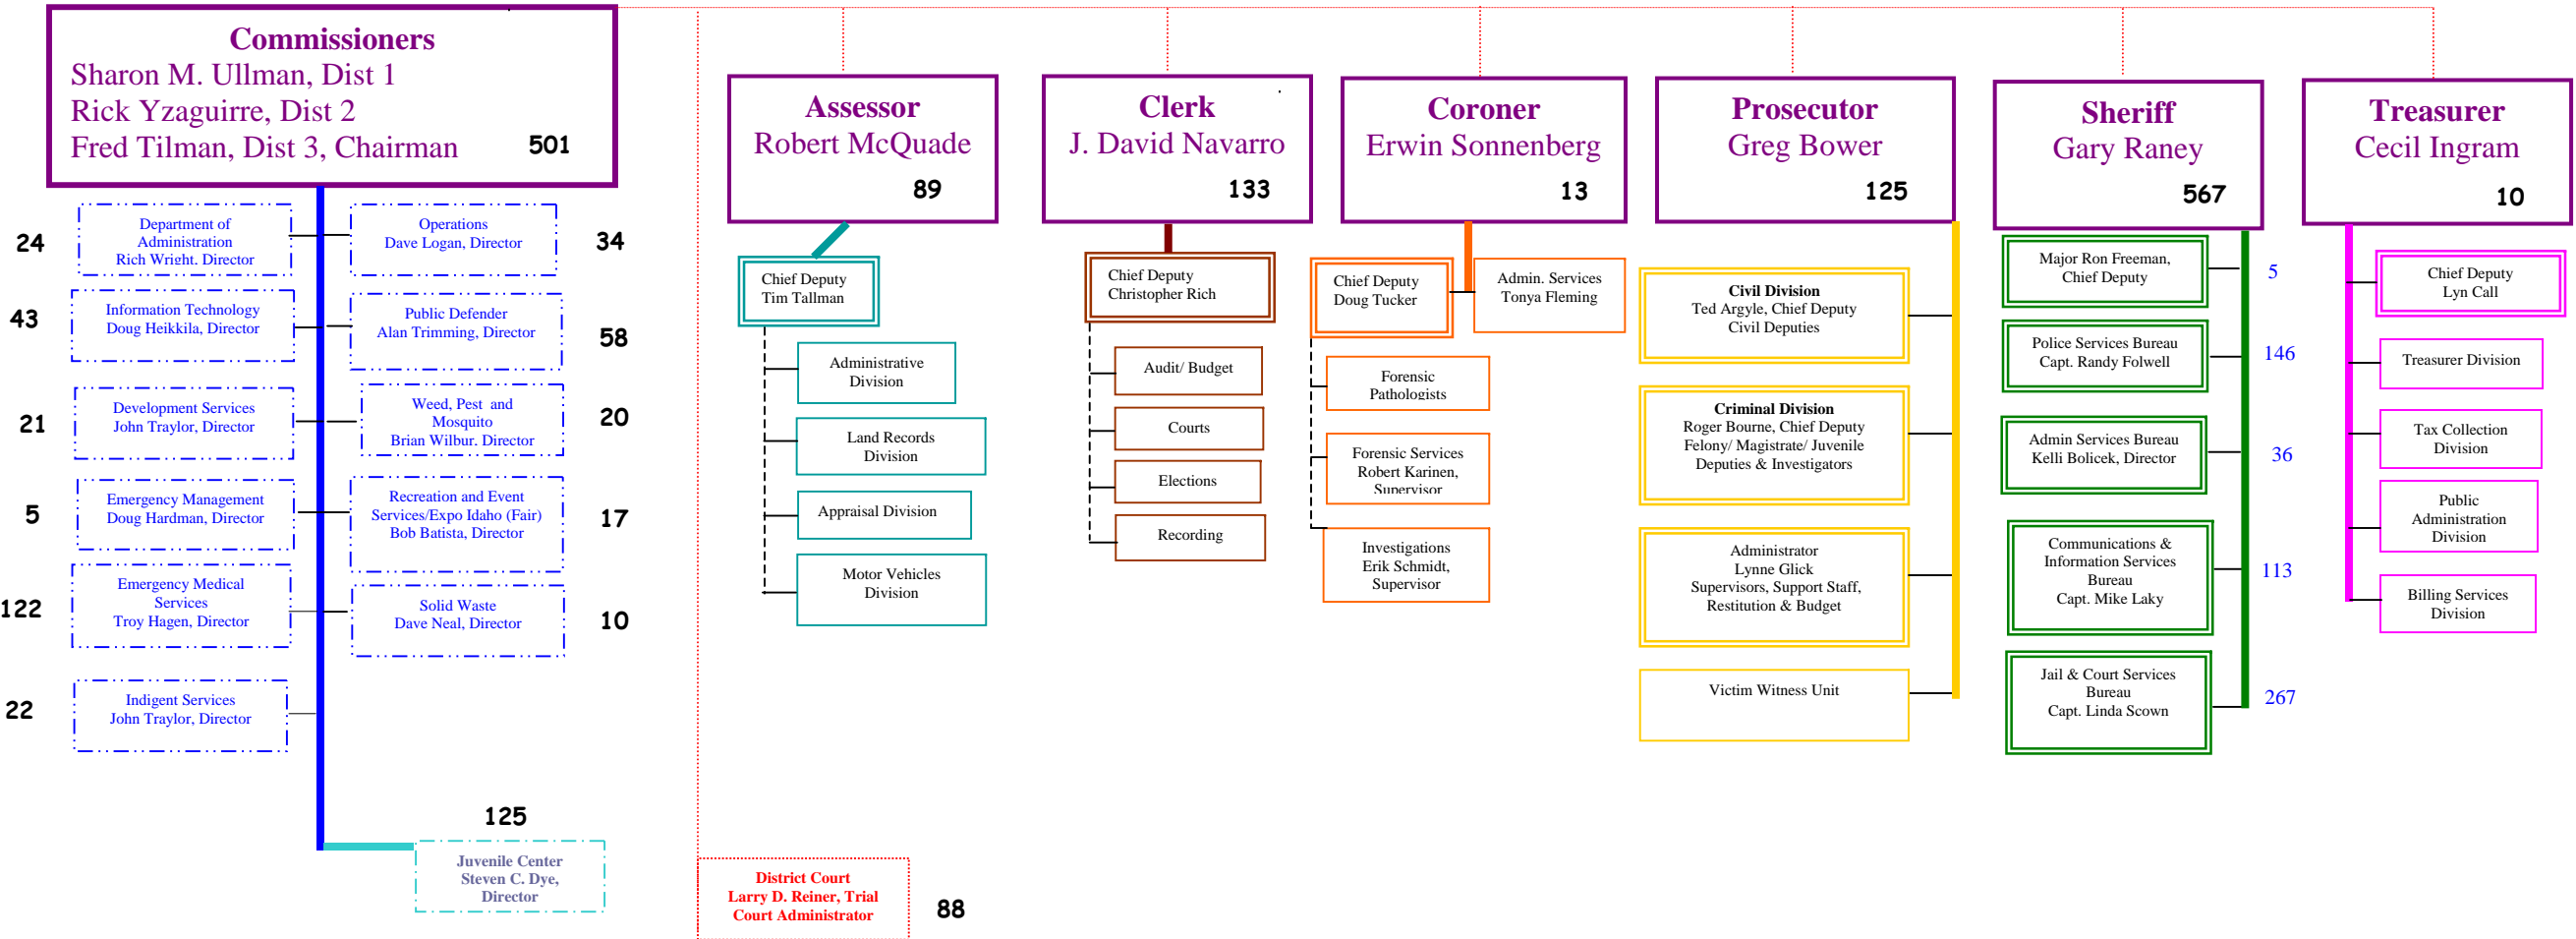 Commissioners
Sharon M. Ullman, Dist 1
Rick Yzaguirre, Dist 2
Fred Tilman, Dist 3, Chairman
501
24
Department of
Administration
Rich Wright. Director
Operations
Dave Logan, Director
34
43
Information Technology
Doug Heikkila, Director
Public Defender
Alan Trimming, Director
58
21
Development Services
John Traylor, Director
Weed, Pest and
Mosquito
Brian Wilbur. Director
20
5
Emergency Management
Doug Hardman, Director
Recreation and Event
Services/Expo Idaho (Fair)
Bob Batista, Director
17
122
Emergency Medical
Services
Troy Hagen, Director
Solid Waste
Dave Neal, Director
10
22
Indigent Services
John Traylor, Director
125
Juvenile Center
Steven C. Dye,
Director
District Court
Larry D. Reiner, Trial
Court Administrator
88
Assessor
Robert McQuade
89
Chief Deputy
Tim Tallman
Administrative
Division
Land Records
Division
Appraisal Division
Motor Vehicles
Division
Clerk
J. David Navarro
133
Chief Deputy
Christopher Rich
Audit/ Budget
Courts
Elections
Recording
Coroner
Erwin Sonnenberg
13
Chief Deputy
Doug Tucker
Admin. Services
Tonya Fleming
Forensic
Pathologists
Forensic Services
Robert Karinen,
Supervisor
Investigations
Erik Schmidt,
Supervisor
Prosecutor
Greg Bower
125
Civil Division
Ted Argyle, Chief Deputy
Civil Deputies
Criminal Division
Roger Bourne, Chief Deputy
Felony/ Magistrate/ Juvenile
Deputies & Investigators
Administrator
Lynne Glick
Supervisors, Support Staff,
Restitution & Budget
Victim Witness Unit
Sheriff
Gary Raney
567
Major Ron Freeman,
Chief Deputy
5
Police Services Bureau
Capt. Randy Folwell
146
Admin Services Bureau
Kelli Bolicek, Director
36
Communications &
Information Services
Bureau
Capt. Mike Laky
113
Jail & Court Services
Bureau
Capt. Linda Scown
267
Treasurer
Cecil Ingram
10
Chief Deputy
Lyn Call
Treasurer Division
Tax Collection
Division
Public
Administration
Division
Billing Services
Division